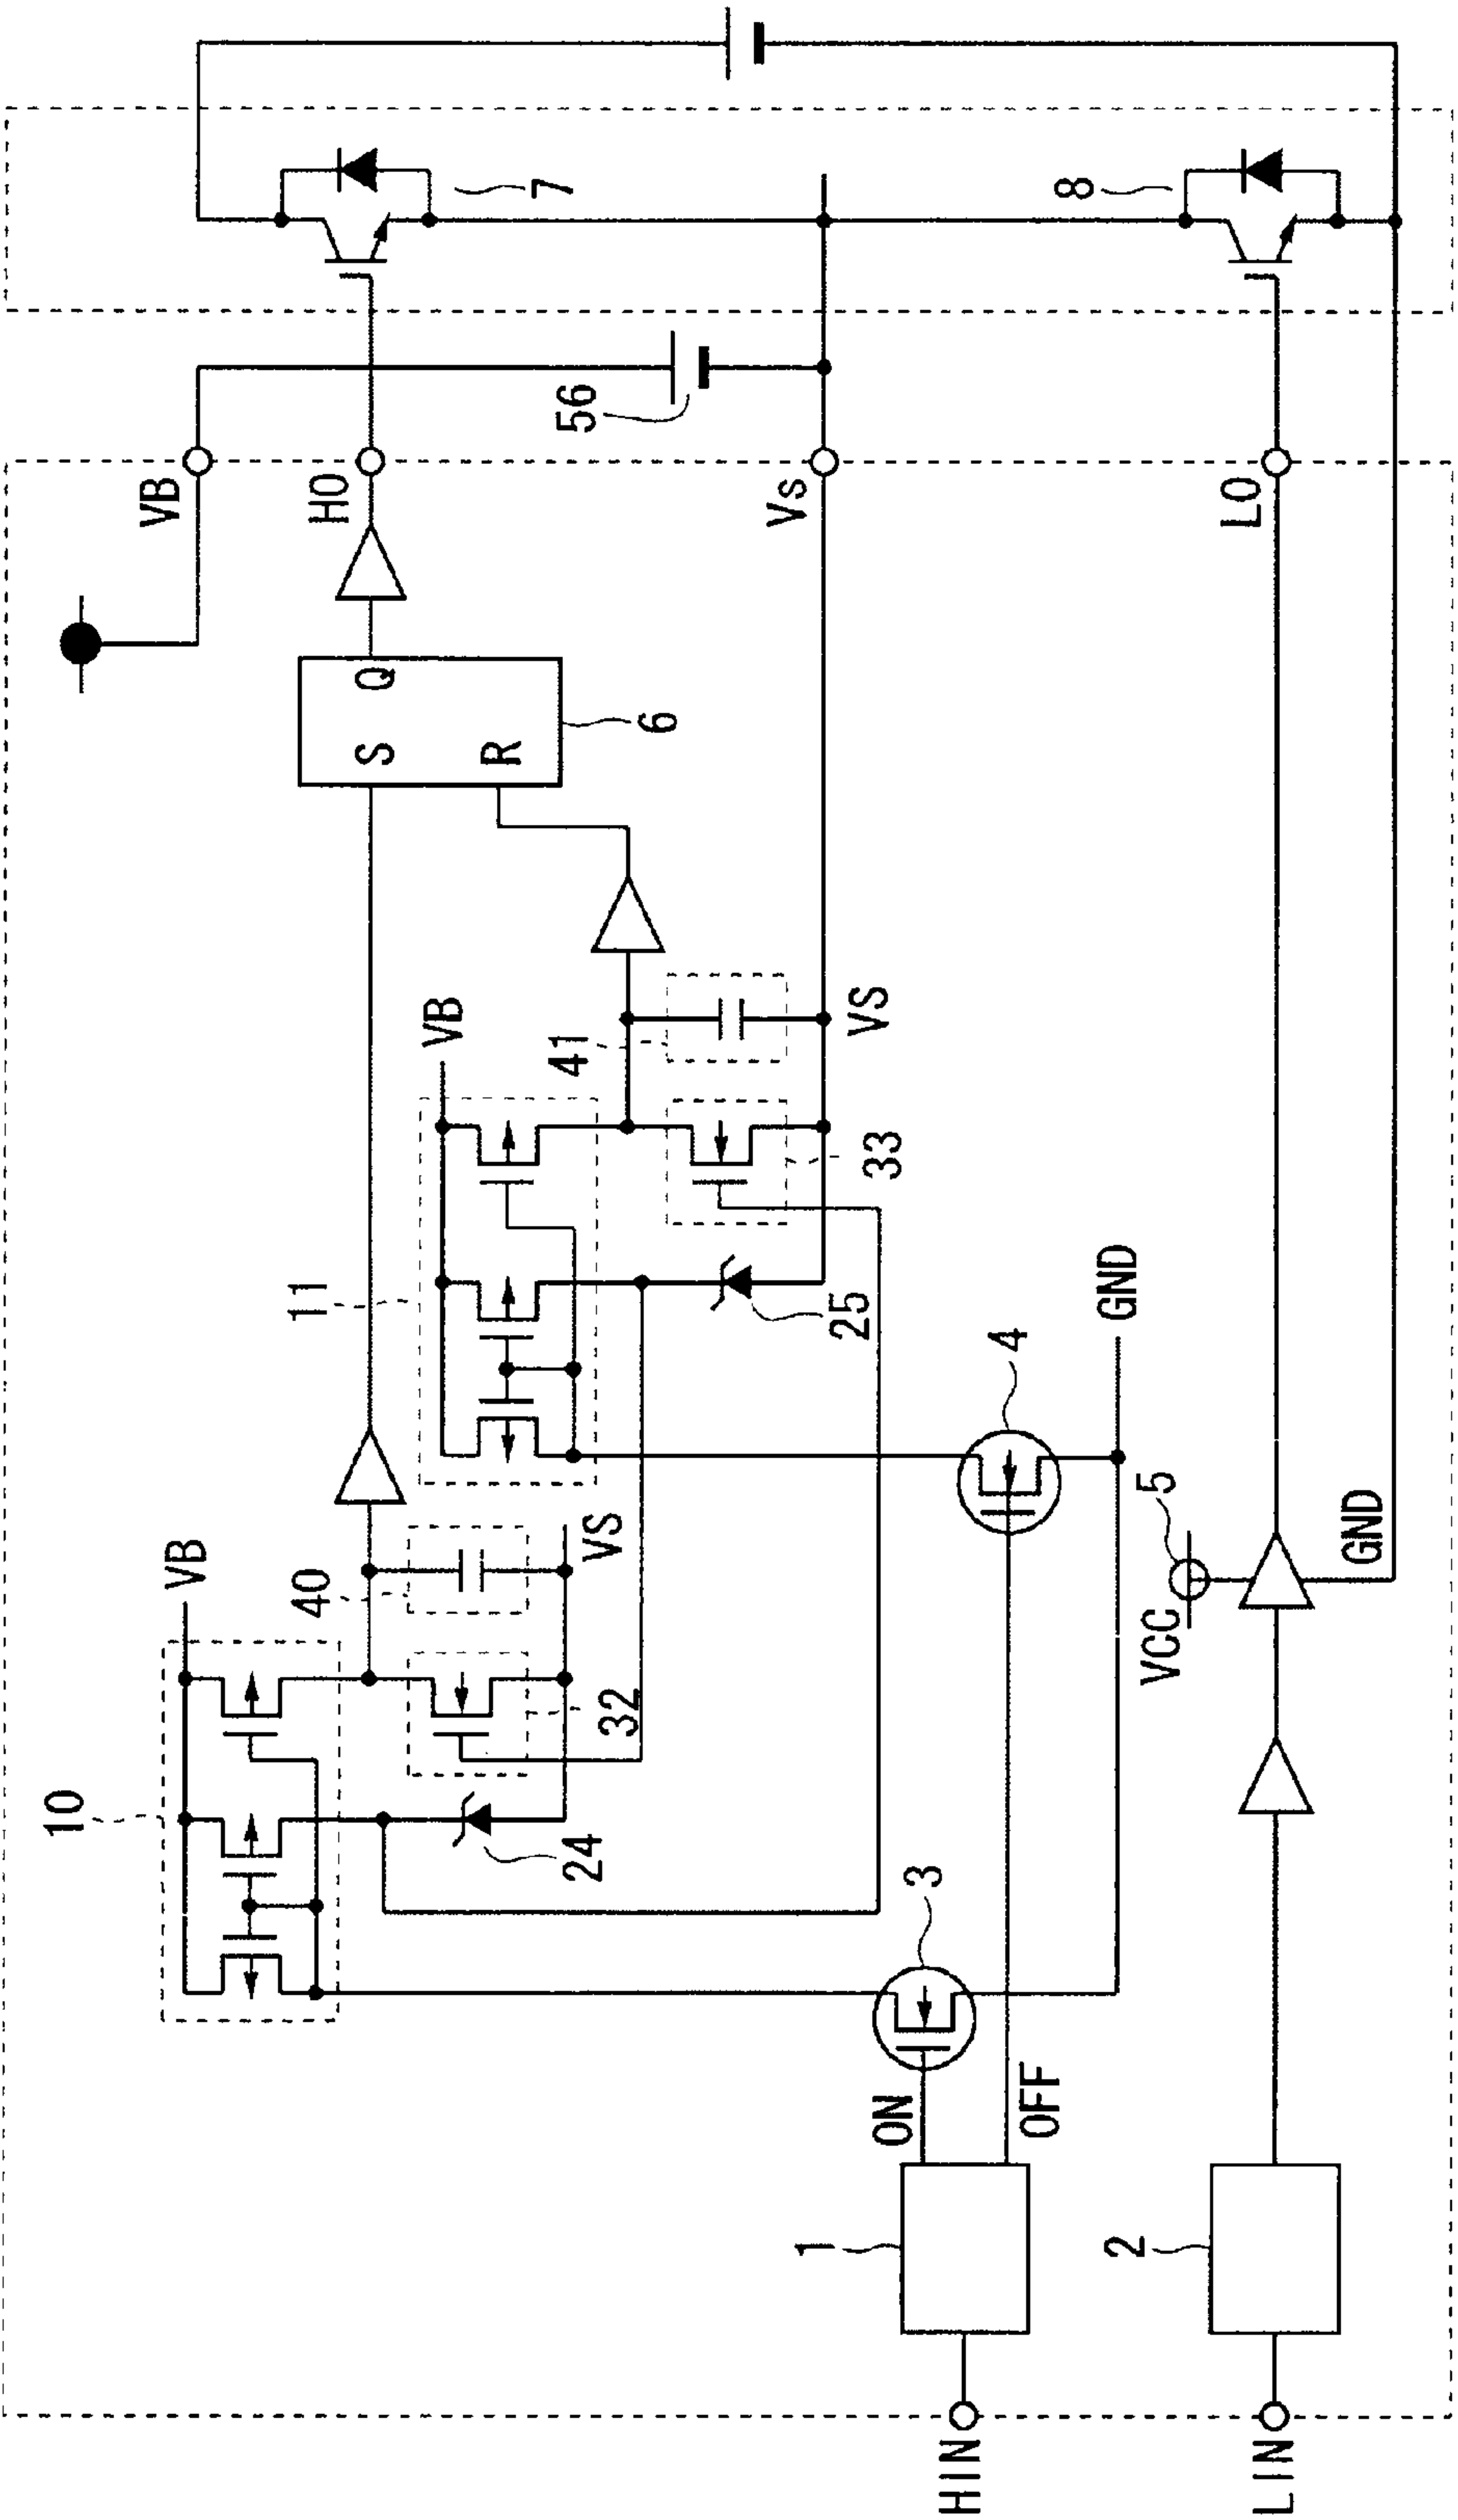 7
8
56
VB
HO
Vs
LO
Q
S
R
6
VB
41
VS
33
11
25
4
GND
5
VB
40
VS
VCC
GND
32
10
24
3
ON
OFF
1
2
HIN
LIN